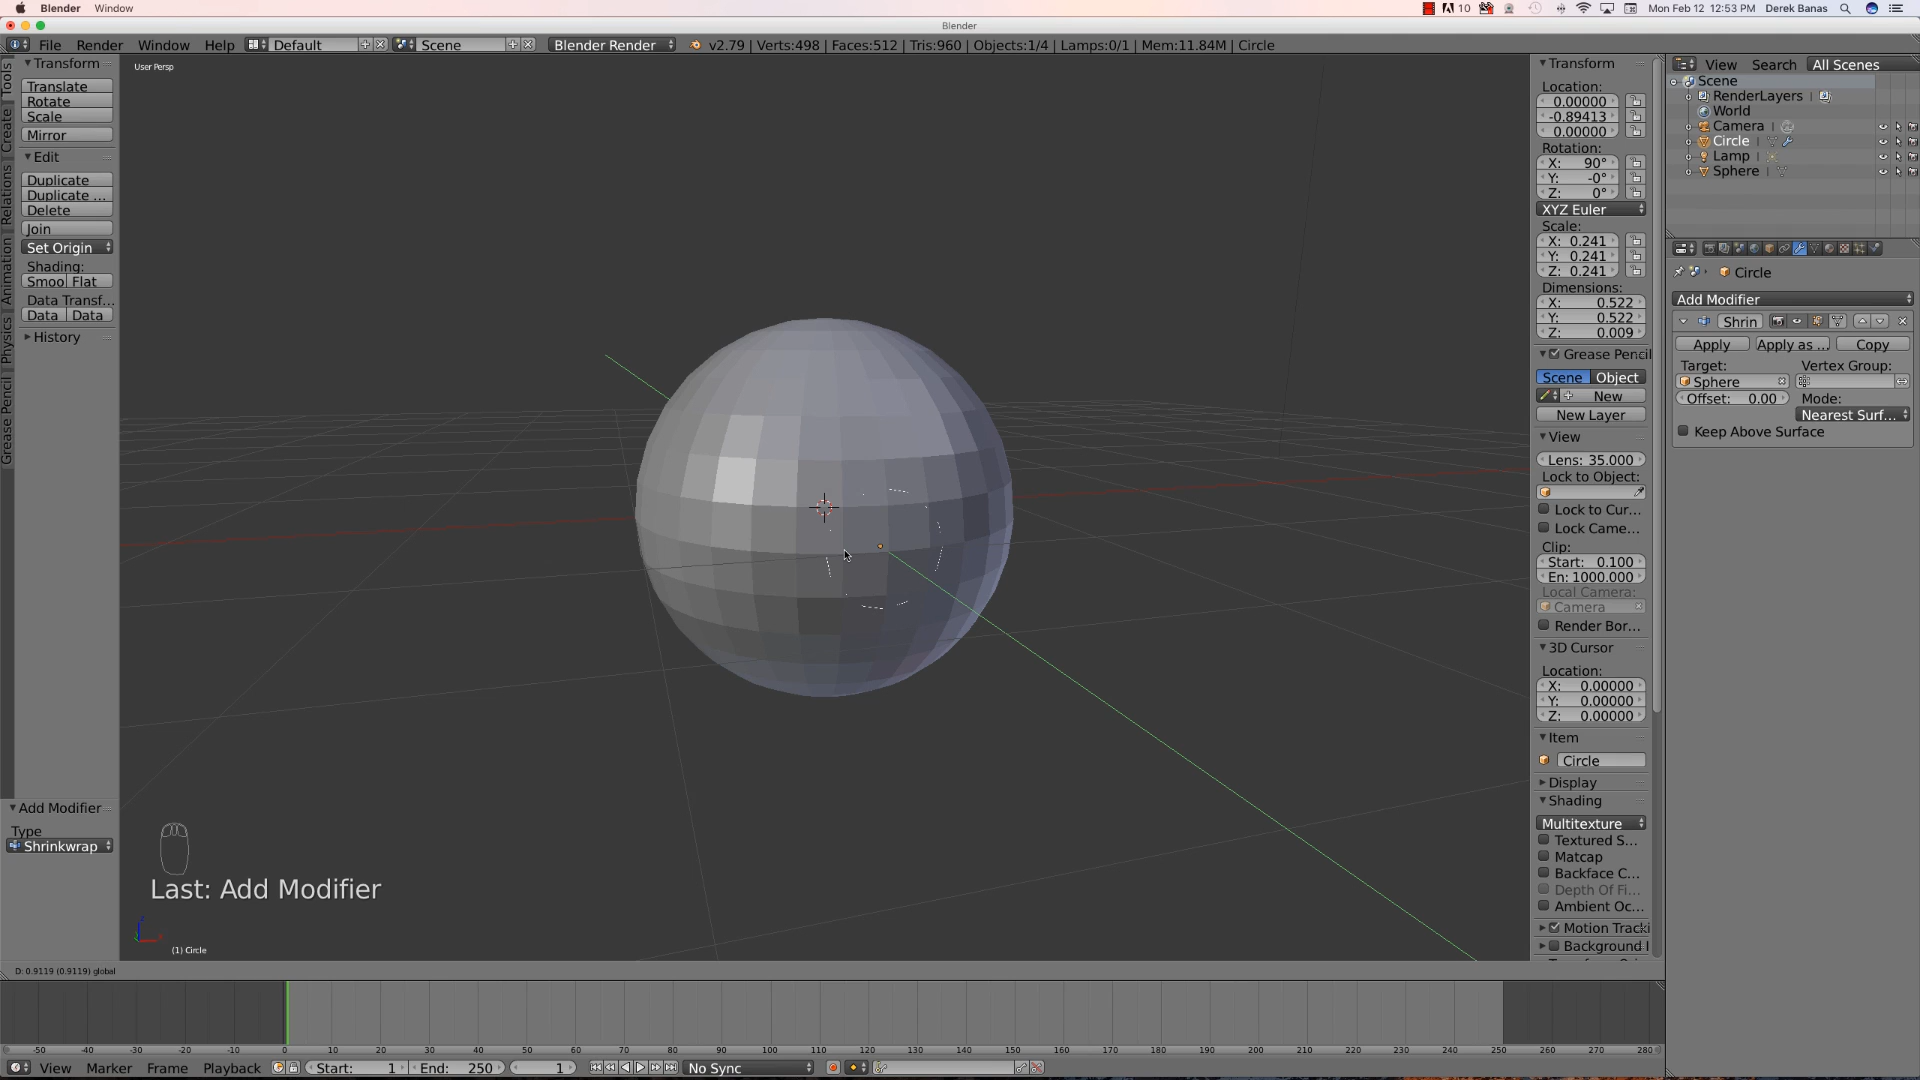 Blender Window 10 Mon Feb 12 12:53 PM Derek Banas
Blender
File Render Window Help Default Scene Blender Render v2.79 | Verts:498 | Faces:512 | Tris:960 | Objects:1/4 | Lamps:0/1 | Mem:11.84M | Circle
Tools
Create
Relations
Animation
Physics
Grease Pencil
Transform
Translate
Rotate
Scale
Mirror
Edit
Duplicate
Duplicate ...
Delete
Join
Set Origin
Shading:
Smoo Flat
Data Transf...
Data Data
History
Add Modifier
Type
Shrinkwrap
User Persp
Last: Add Modifier
(1) Circle
D: 0.9119 (0.9119) global
Transform
Location:
0.00000
-0.89413
0.00000
Rotation:
X: 90°
Y: -0°
Z: 0°
XYZ Euler
Scale:
X: 0.241
Y: 0.241
Z: 0.241
Dimensions:
X: 0.522
Y: 0.522
Z: 0.009
Grease Pencil
Scene Object
New
New Layer
View
Lens: 35.000
Lock to Object:
Lock to Cur...
Lock Came...
Clip:
Start: 0.100
En: 1000.000
Local Camera:
Camera
Render Bor...
3D Cursor
Location:
X: 0.00000
Y: 0.00000
Z: 0.00000
Item
Circle
Display
Shading
Multitexture
Textured S...
Matcap
Backface C...
Depth Of Fi...
Ambient Oc...
Motion Tracki
Background I
View Search All Scenes
Scene
RenderLayers
World
Camera
Circle
Lamp
Sphere
Circle
Add Modifier
Shrin
Apply Apply as ... Copy
Target: Vertex Group:
Sphere
Offset: 0.00 Mode:
Nearest Surf...
Keep Above Surface
-50 -40 -30 -20 -10 0 10 20 30 40 50 60 70 80 90 100 110 120 130 140 150 160 170 180 190 200 210 220 230 240 250 260 270 280
View Marker Frame Playback Start: 1 End: 250 1 No Sync